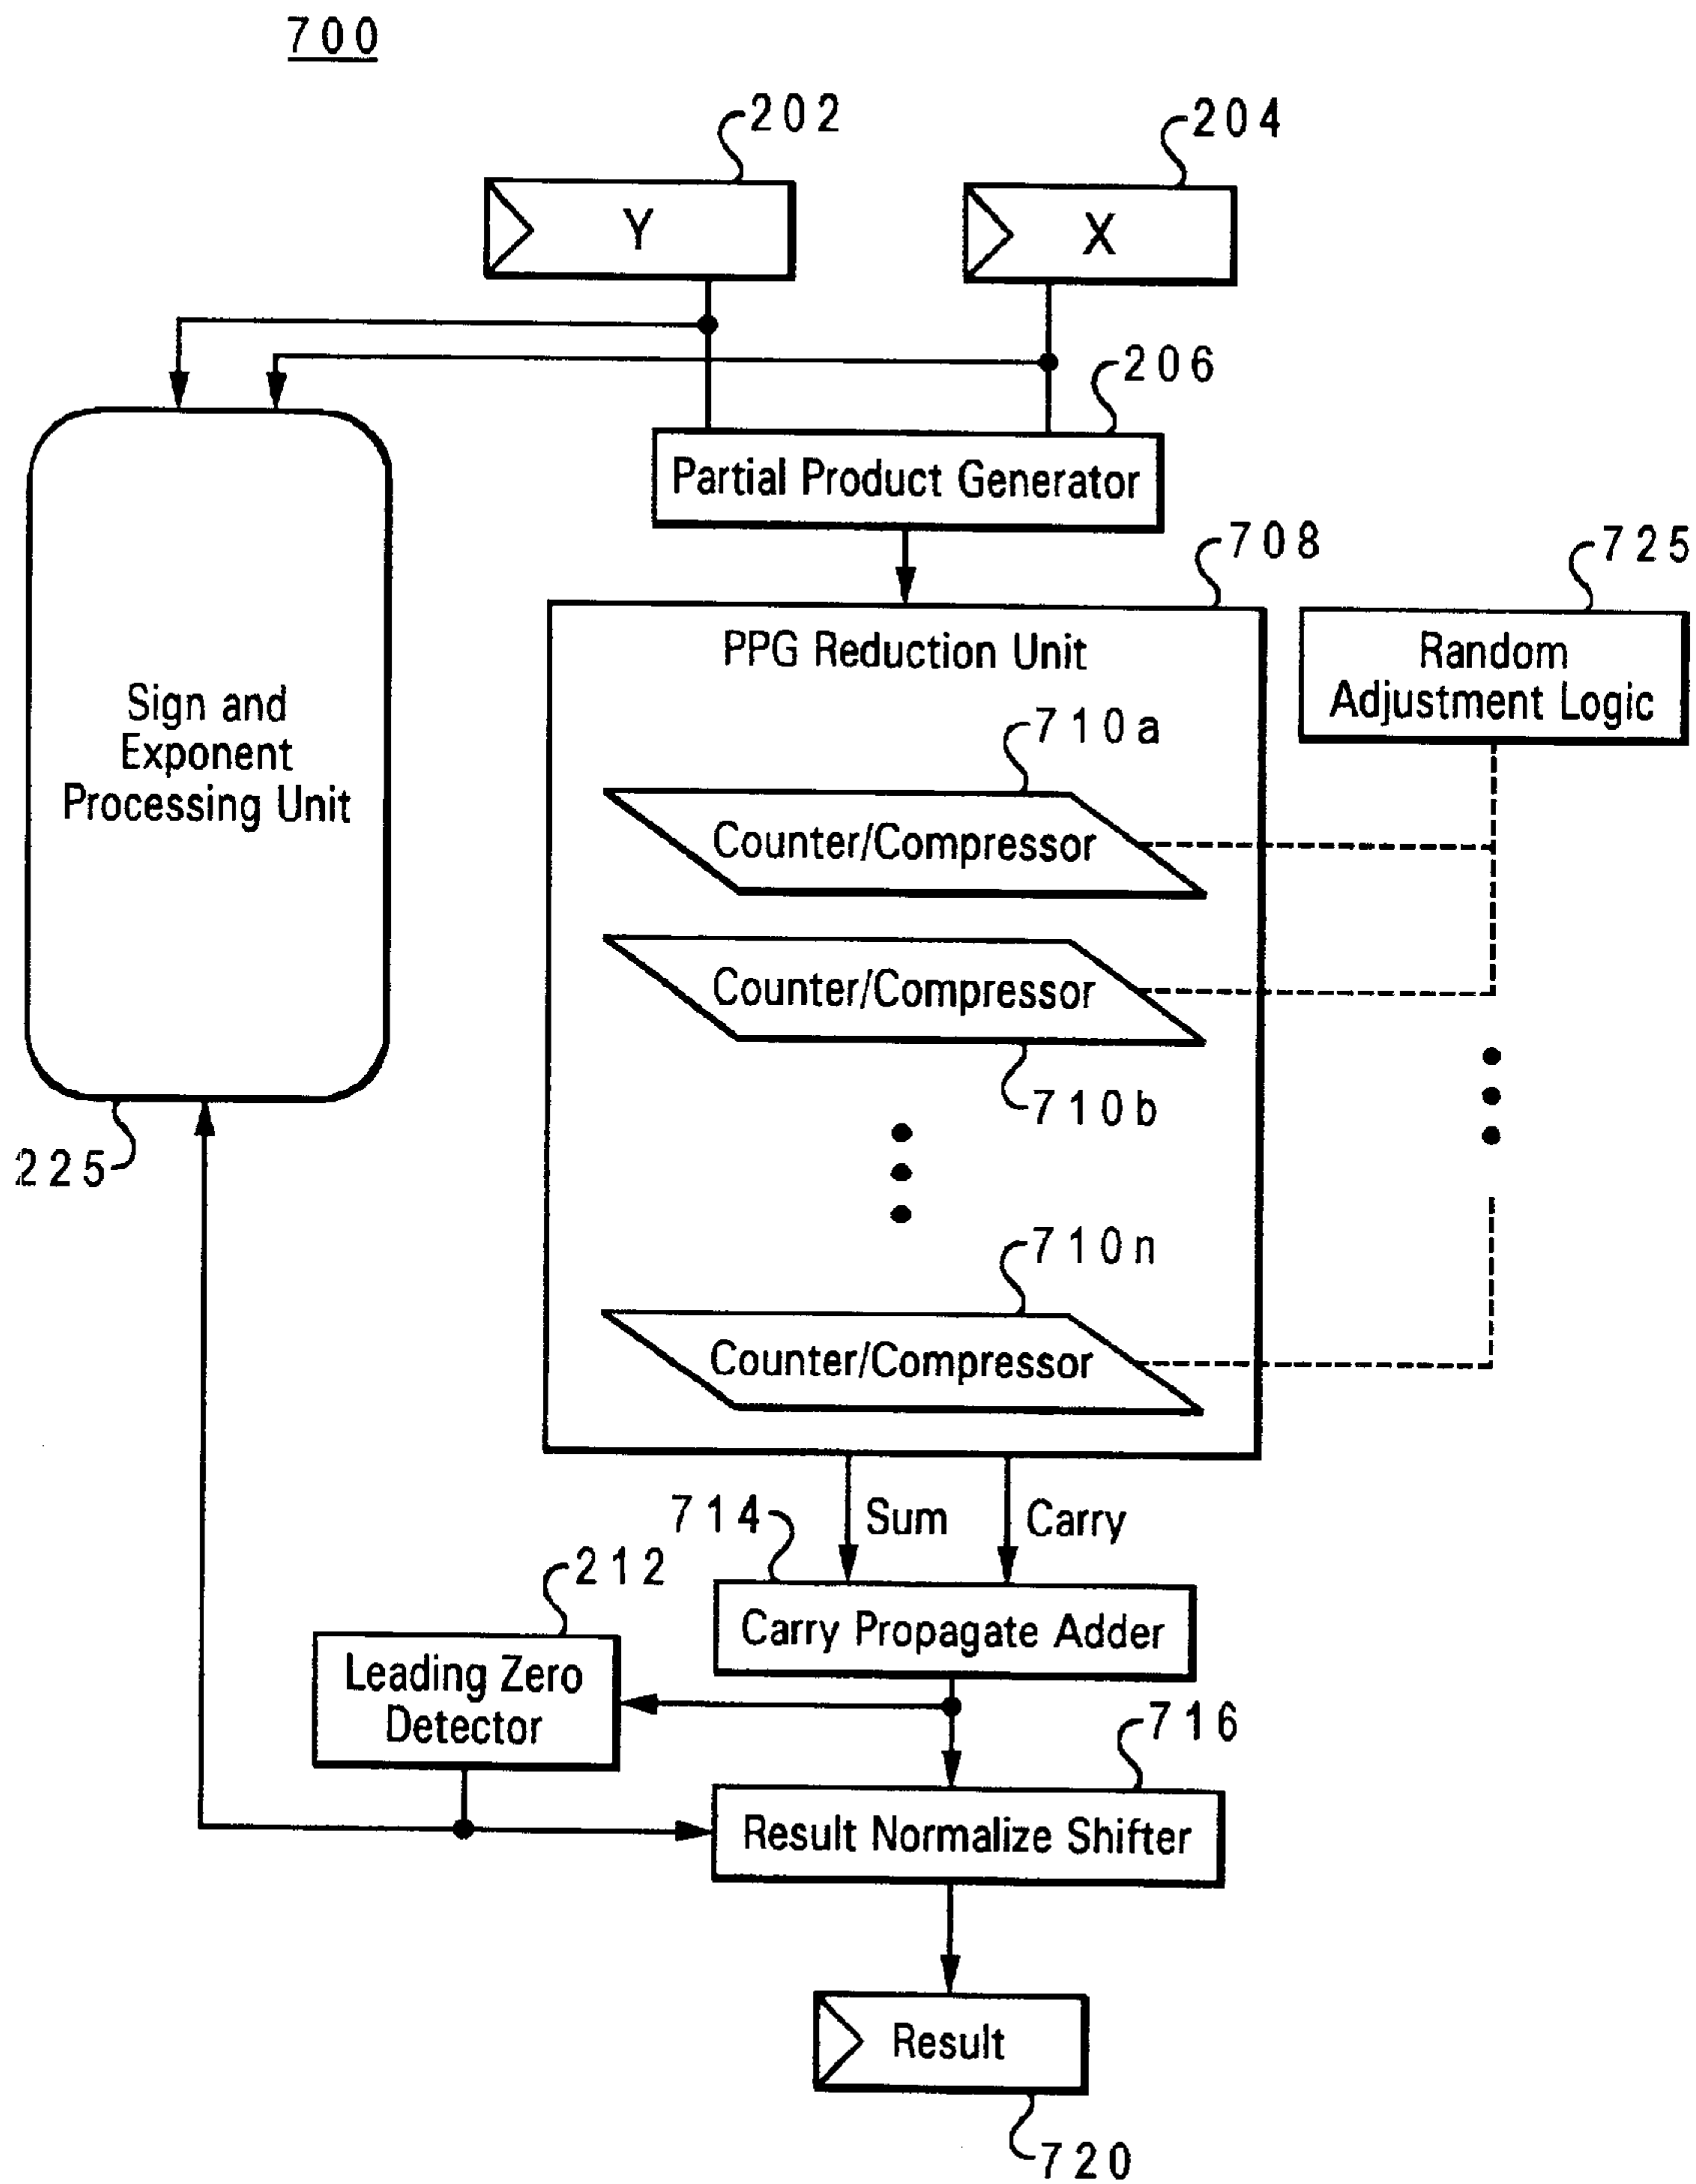 700
202
204
Y
X
206
Partial Product Generator
708
725
PPG Reduction Unit
Random
Adjustment Logic
Sign and
Exponent
Processing Unit
710a
Counter/Compressor
Counter/Compressor
710b
225
710n
Counter/Compressor
714
Sum
Carry
212
Carry Propagate Adder
Leading Zero
Detector
716
Result Normalize Shifter
Result
720